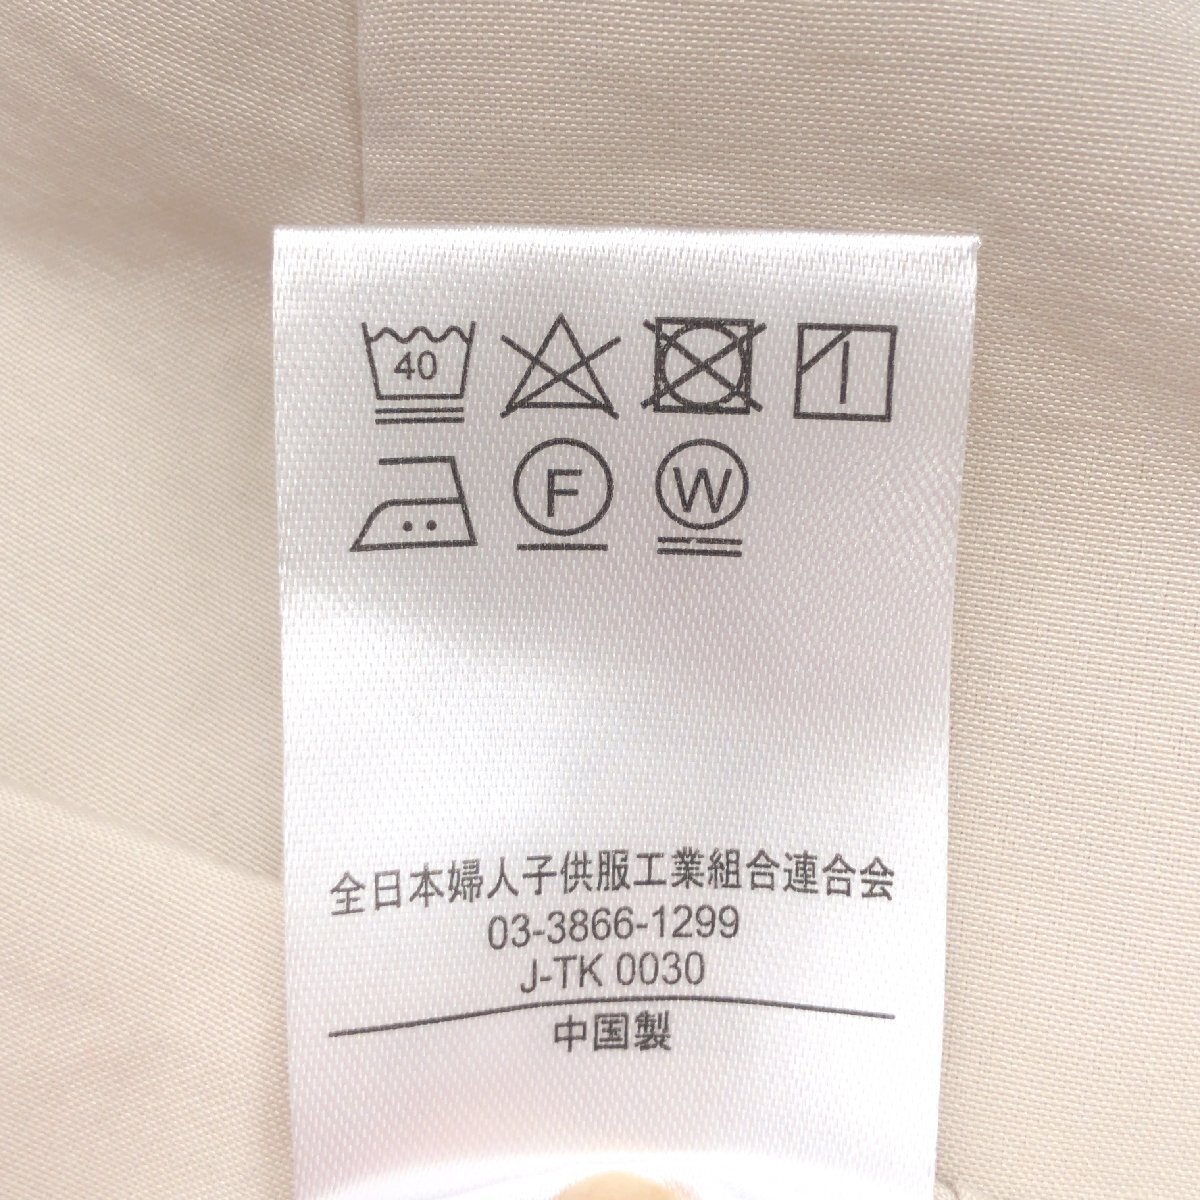 40
F W
全日本婦人子供服工業組合連合会
03-3866-1299
J-TK 0030
中国製